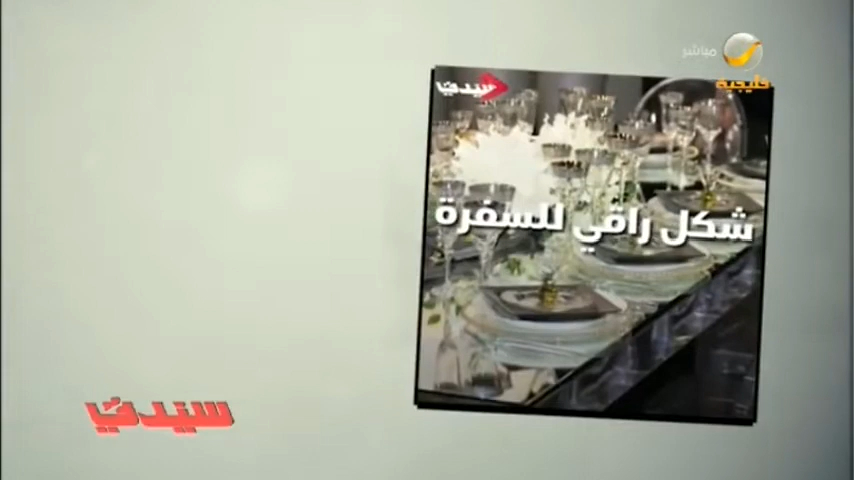 مباشر
خليجية
سيدتي
شكل راقي للسفرة
سيدتي